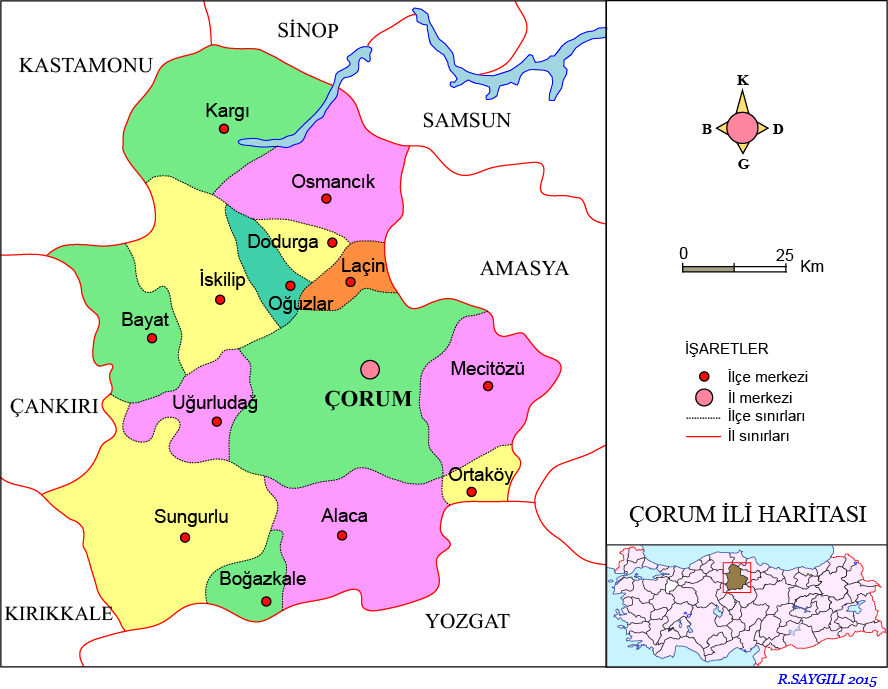 SİNOP
KASTAMONU
Kargı
SAMSUN
Osmancık
Dodurga
Laçin
AMASYA
İskilip
Oğuzlar
Bayat
Mecitözü
ÇANKIRI
Uğurludağ
ÇORUM
Ortaköy
Sungurlu
Alaca
Boğazkale
KIRIKKALE
YOZGAT
K
B
D
G
0
25
Km
İŞARETLER
İlçe merkezi
İl merkezi
İlçe sınırları
İl sınırları
ÇORUM İLİ HARİTASI
R.SAYGILI 2015